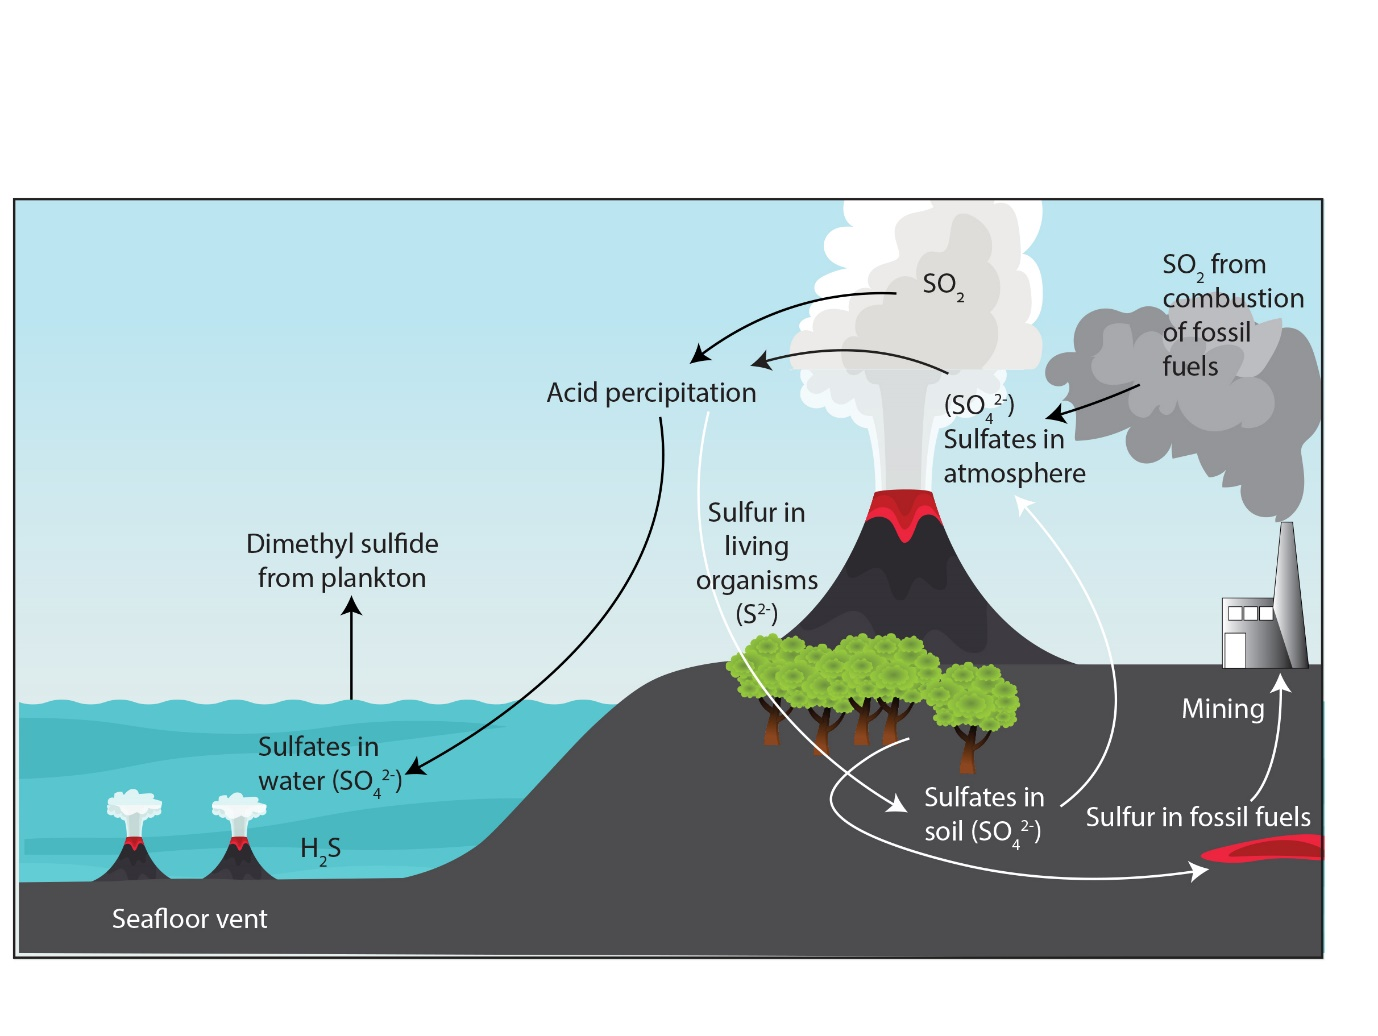 SO₂
SO₂ from
combustion
of fossil
fuels
Acid percipitation
(SO₄²⁻)
Sulfates in
atmosphere
Sulfur in
living
organisms
(S²⁻)
Dimethyl sulfide
from plankton
Mining
Sulfates in
water (SO₄²⁻)
Sulfates in
soil (SO₄²⁻)
Sulfur in fossil fuels
H₂S
Seafloor vent